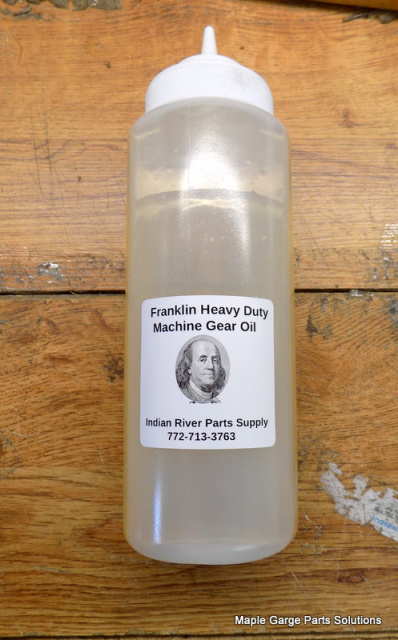 Franklin Heavy Duty
Machine Gear Oil
Indian River Parts Supply
772-713-3763
Maple Garge Parts Solutions